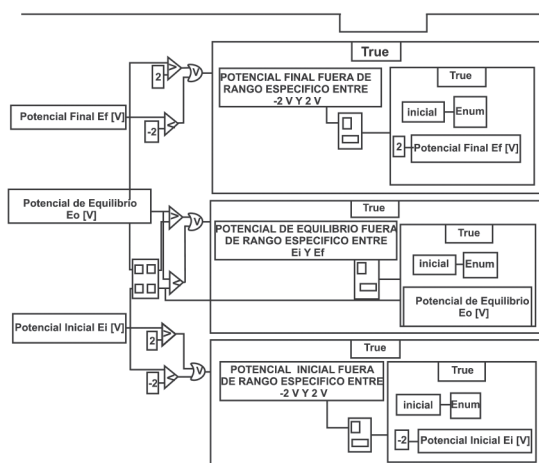 True
POTENCIAL FINAL FUERA DE
RANGO ESPECIFICO ENTRE
-2 V Y 2 V
True
inicial
Enum
2
Potencial Final Ef [V]
2
>
V
Potencial Final Ef [V]
-2
<
True
POTENCIAL DE EQUILIBRIO FUERA
DE RANGO ESPECIFICO ENTRE
Ei Y Ef
True
inicial
Enum
Potencial de Equilibrio
Eo [V]
Potencial de Equilibrio
Eo [V]
>
V
<
True
POTENCIAL INICIAL FUERA
DE RANGO ESPECIFICO ENTRE
-2 V Y 2 V
True
inicial
Enum
-2
Potencial Inicial Ei [V]
Potencial Inicial Ei [V]
2
>
V
-2
<